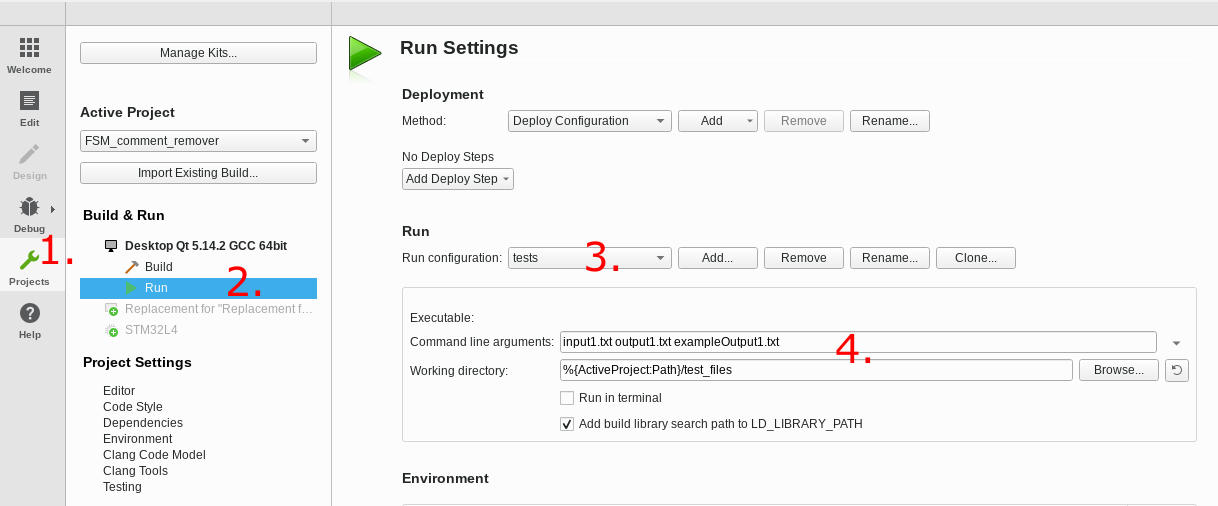 Welcome
Edit
Design
Debug
1.
Projects
Help
Manage Kits...
Active Project
FSM_comment_remover
Import Existing Build...
Build & Run
Desktop Qt 5.14.2 GCC 64bit
Build
Run 2.
Replacement for "Replacement f...
STM32L4
Project Settings
Editor
Code Style
Dependencies
Environment
Clang Code Model
Clang Tools
Testing
Run Settings
Deployment
Method: Deploy Configuration Add Remove Rename...
No Deploy Steps
Add Deploy Step
Run
Run configuration: tests 3. Add... Remove Rename... Clone...
Executable:
Command line arguments: input1.txt output1.txt exampleOutput1.txt 4.
Working directory: %{ActiveProject:Path}/test_files Browse...
Run in terminal
Add build library search path to LD_LIBRARY_PATH
Environment